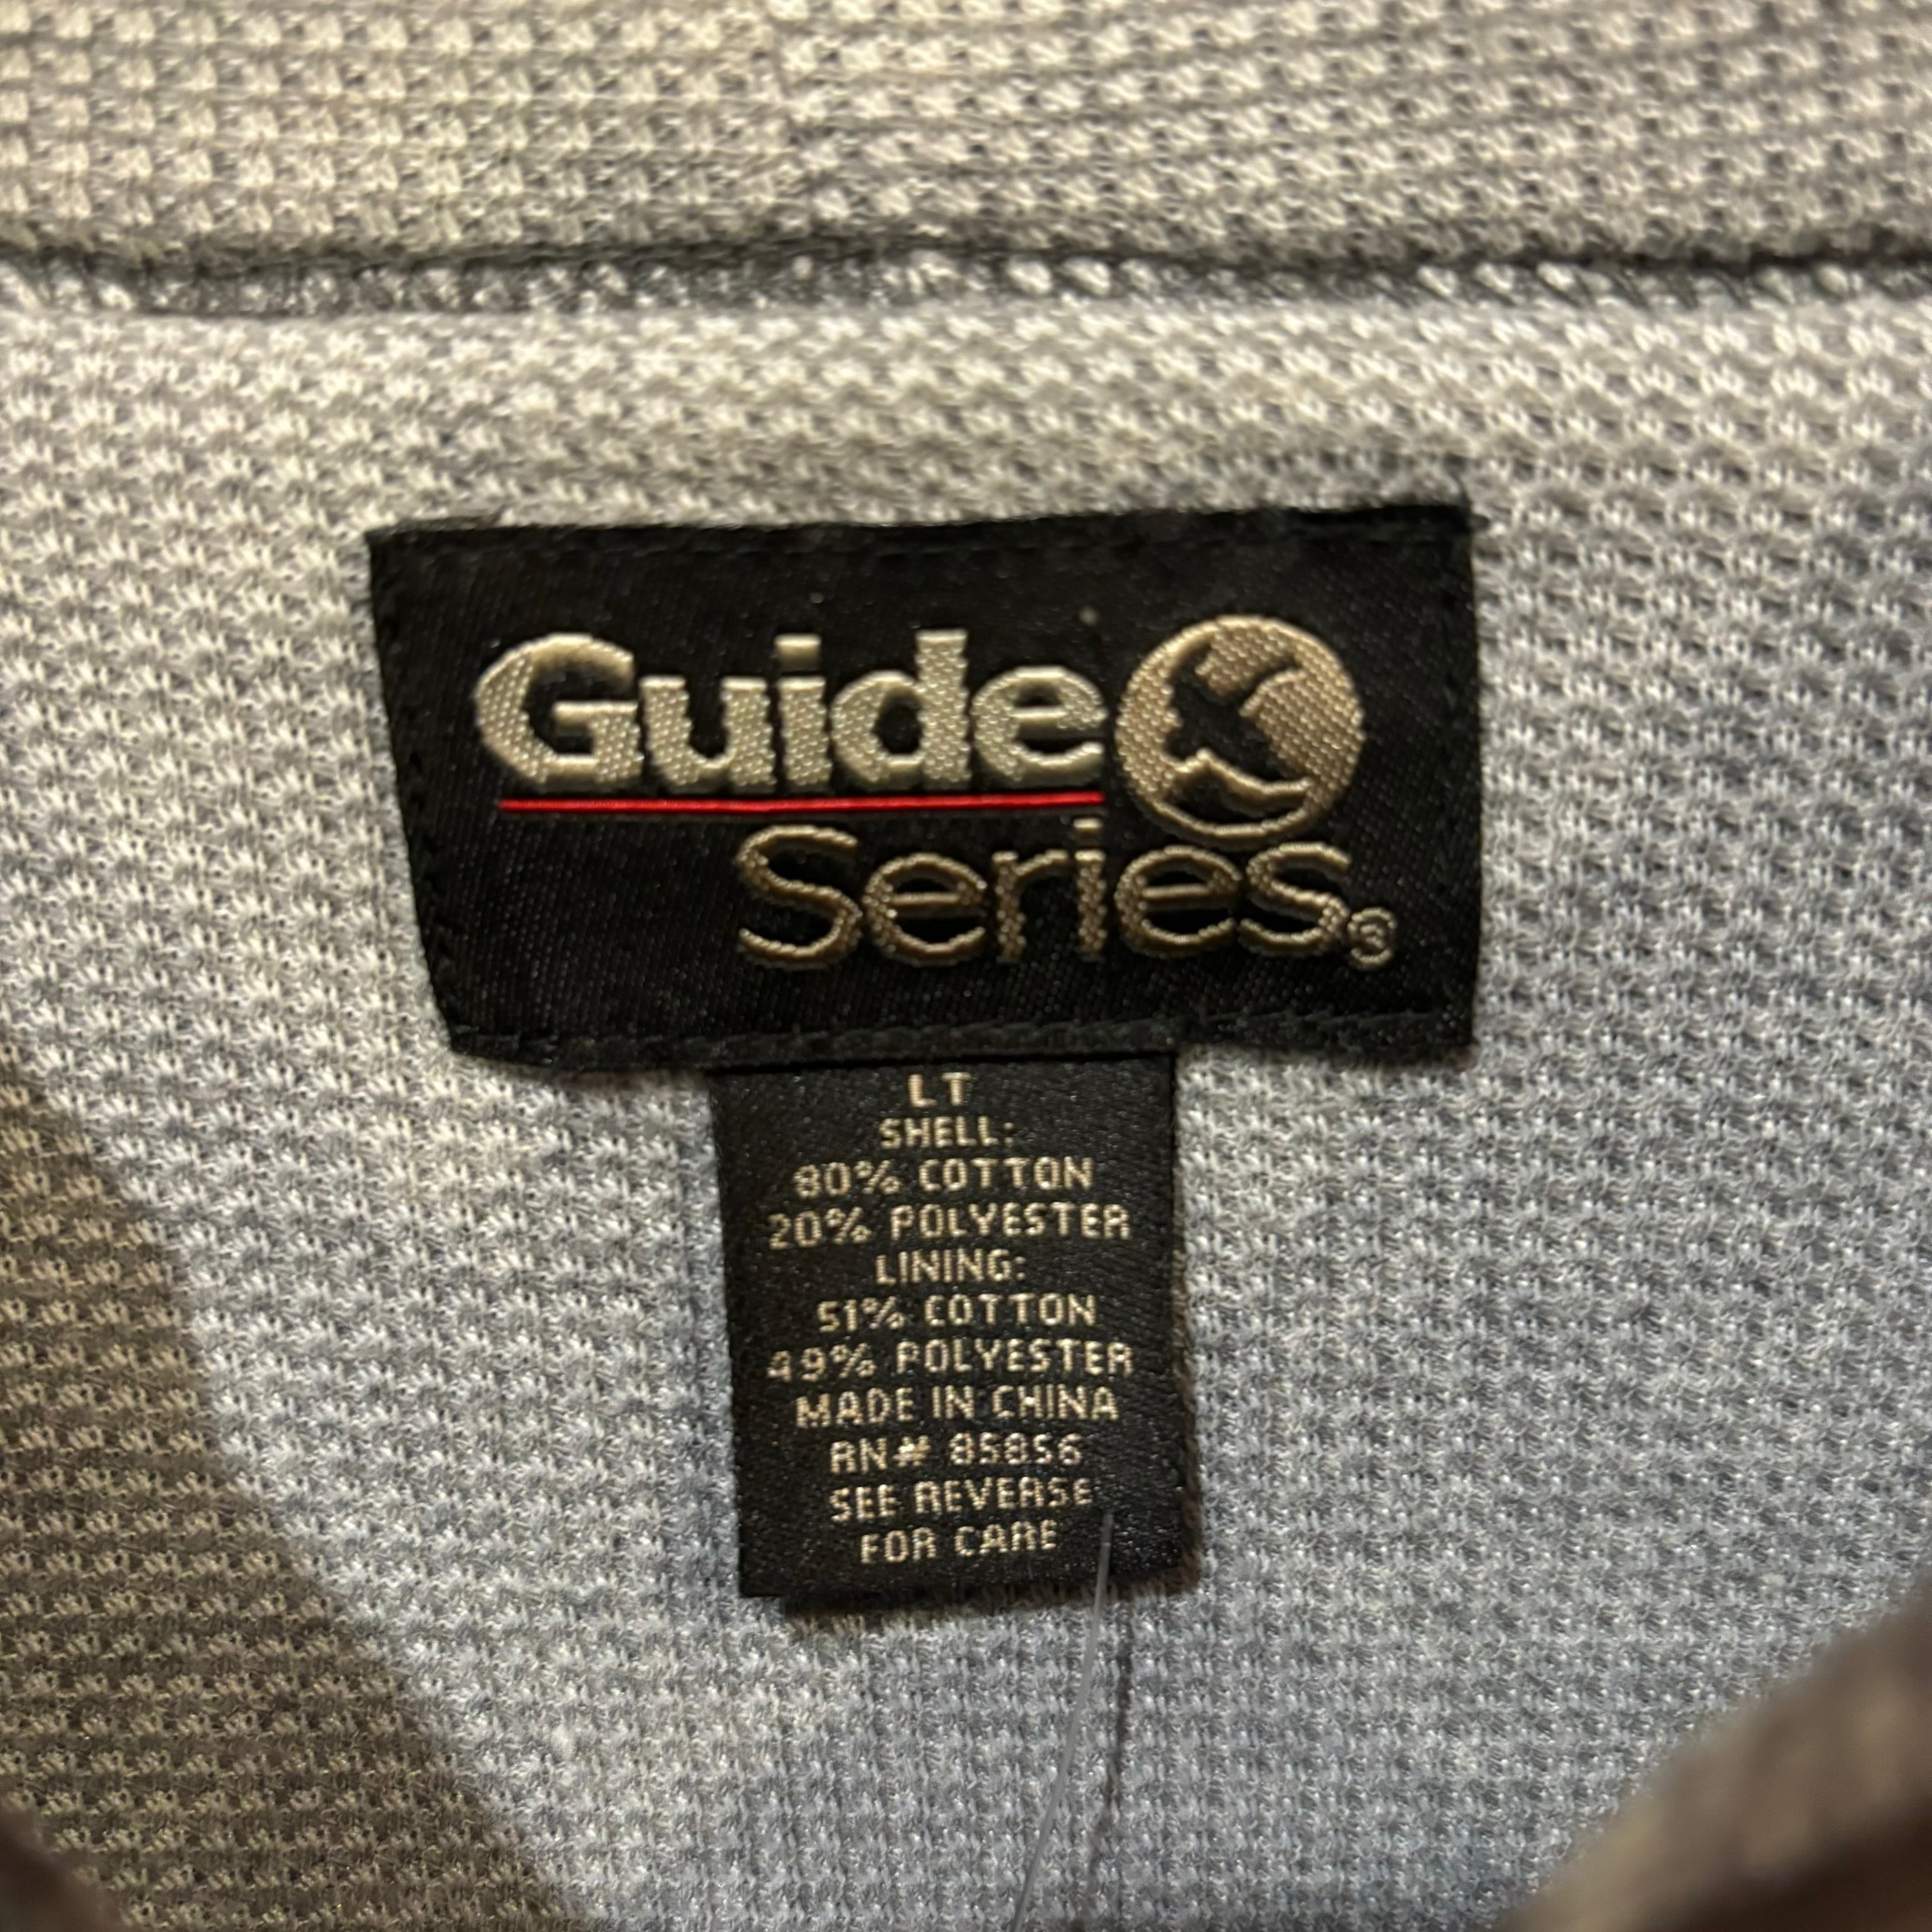 Guide
Series®
LT
SHELL:
80% COTTON
20% POLYESTER
LINING:
51% COTTON
49% POLYESTER
MADE IN CHINA
RN# 85856
SEE REVERSE
FOR CARE